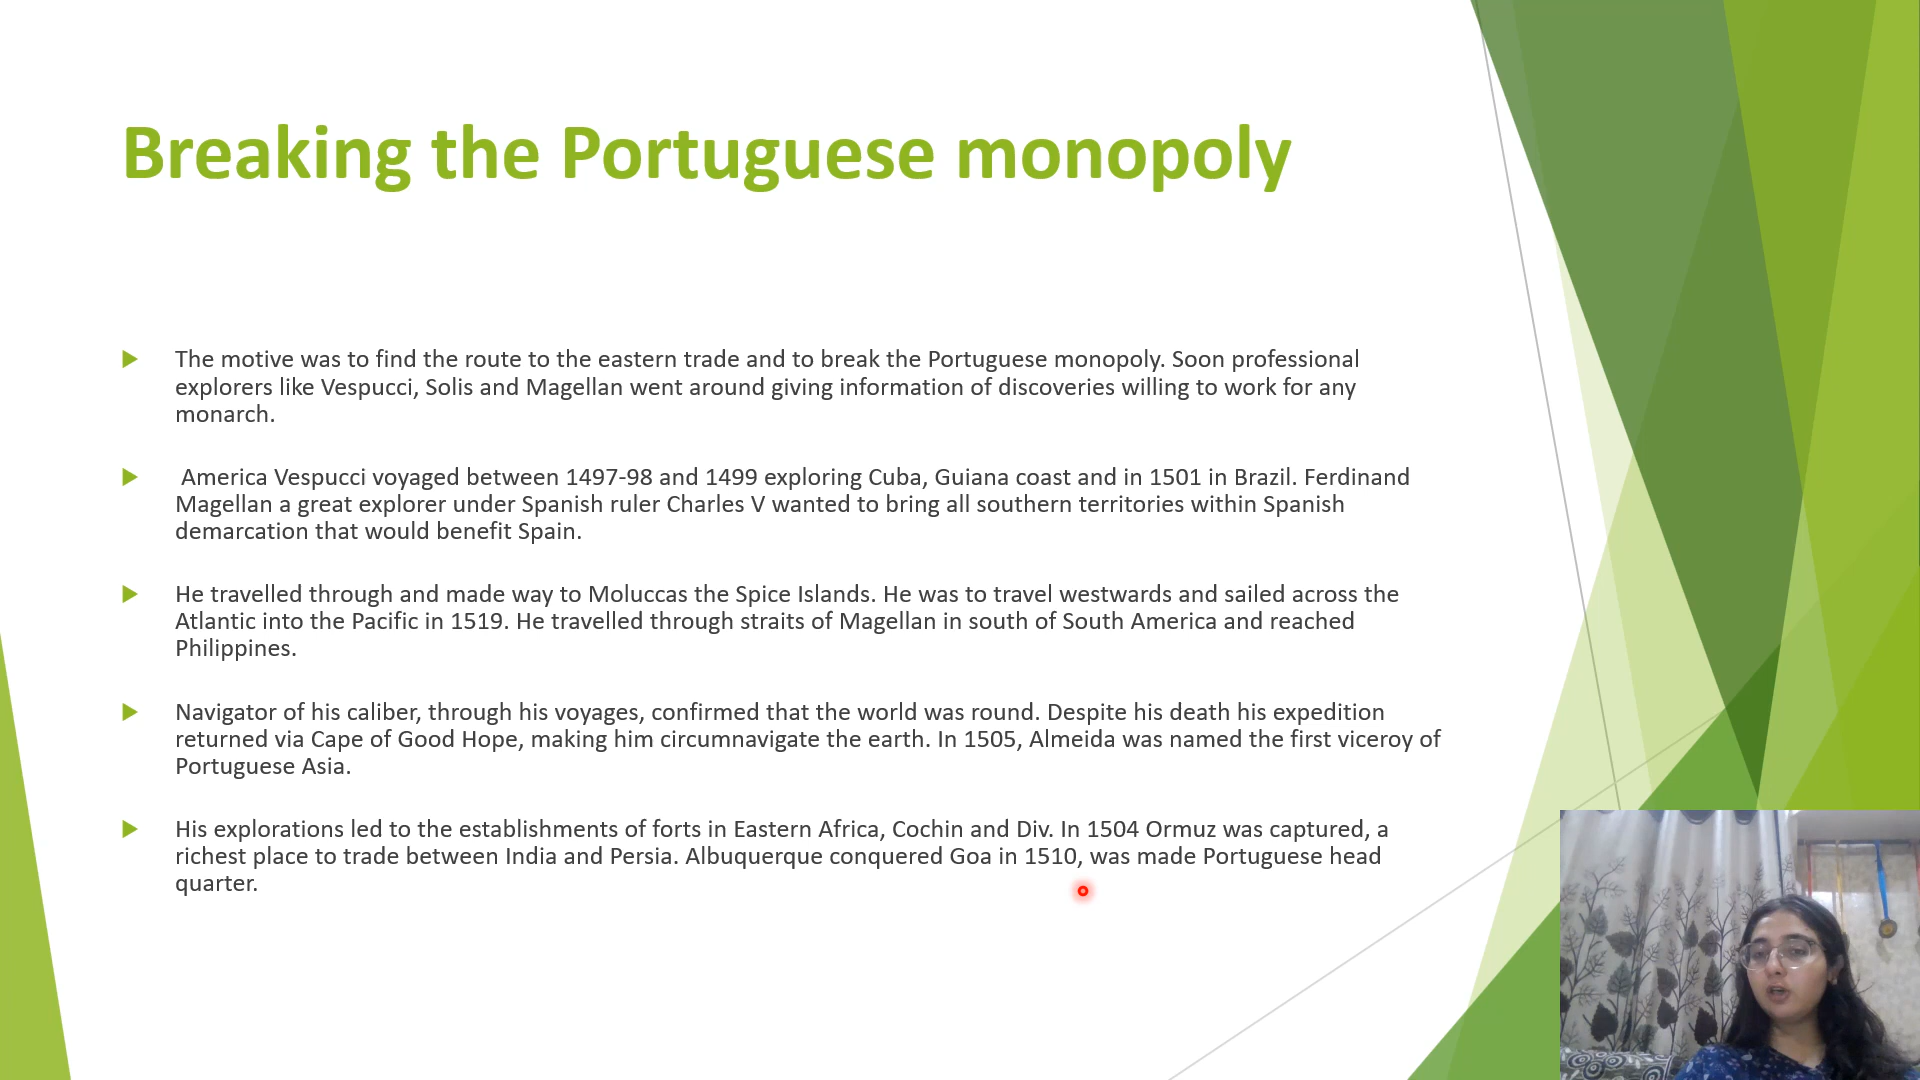 Breaking the Portuguese monopoly
The motive was to find the route to the eastern trade and to break the Portuguese monopoly. Soon professional
explorers like Vespucci, Solis and Magellan went around giving information of discoveries willing to work for any
monarch.
America Vespucci voyaged between 1497-98 and 1499 exploring Cuba, Guiana coast and in 1501 in Brazil. Ferdinand
Magellan a great explorer under Spanish ruler Charles V wanted to bring all southern territories within Spanish
demarcation that would benefit Spain.
He travelled through and made way to Moluccas the Spice Islands. He was to travel westwards and sailed across the
Atlantic into the Pacific in 1519. He travelled through straits of Magellan in south of South America and reached
Philippines.
Navigator of his caliber, through his voyages, confirmed that the world was round. Despite his death his expedition
returned via Cape of Good Hope, making him circumnavigate the earth. In 1505, Almeida was named the first viceroy of
Portuguese Asia.
His explorations led to the establishments of forts in Eastern Africa, Cochin and Div. In 1504 Ormuz was captured, a
richest place to trade between India and Persia. Albuquerque conquered Goa in 1510, was made Portuguese head
quarter.